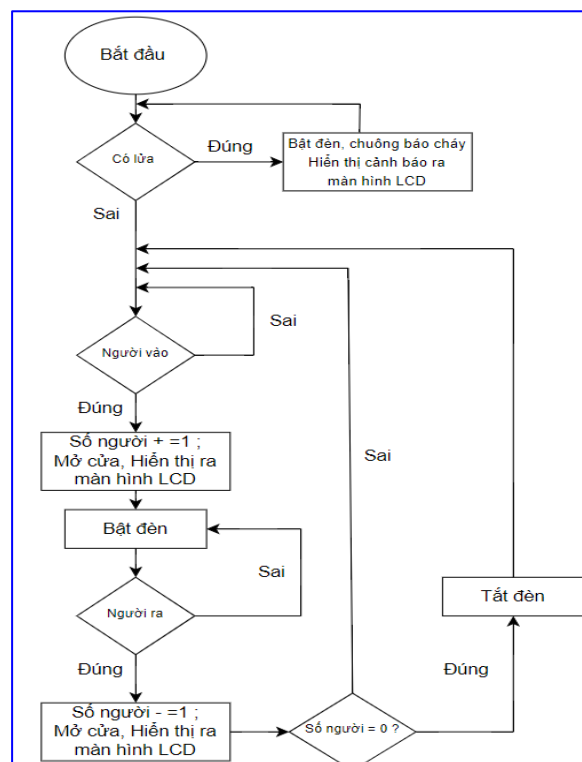 Bắt đầu
Có lửa
Đúng
Bật đèn, chuông báo cháy
Hiển thị cảnh báo ra
màn hình LCD
Sai
Sai
Người vào
Đúng
Số người + =1 ;
Mở cửa, Hiển thị ra
màn hình LCD
Sai
Bật đèn
Sai
Người ra
Tắt đèn
Đúng
Đúng
Số người - =1 ;
Mở cửa, Hiển thị ra
màn hình LCD
Số người = 0 ?